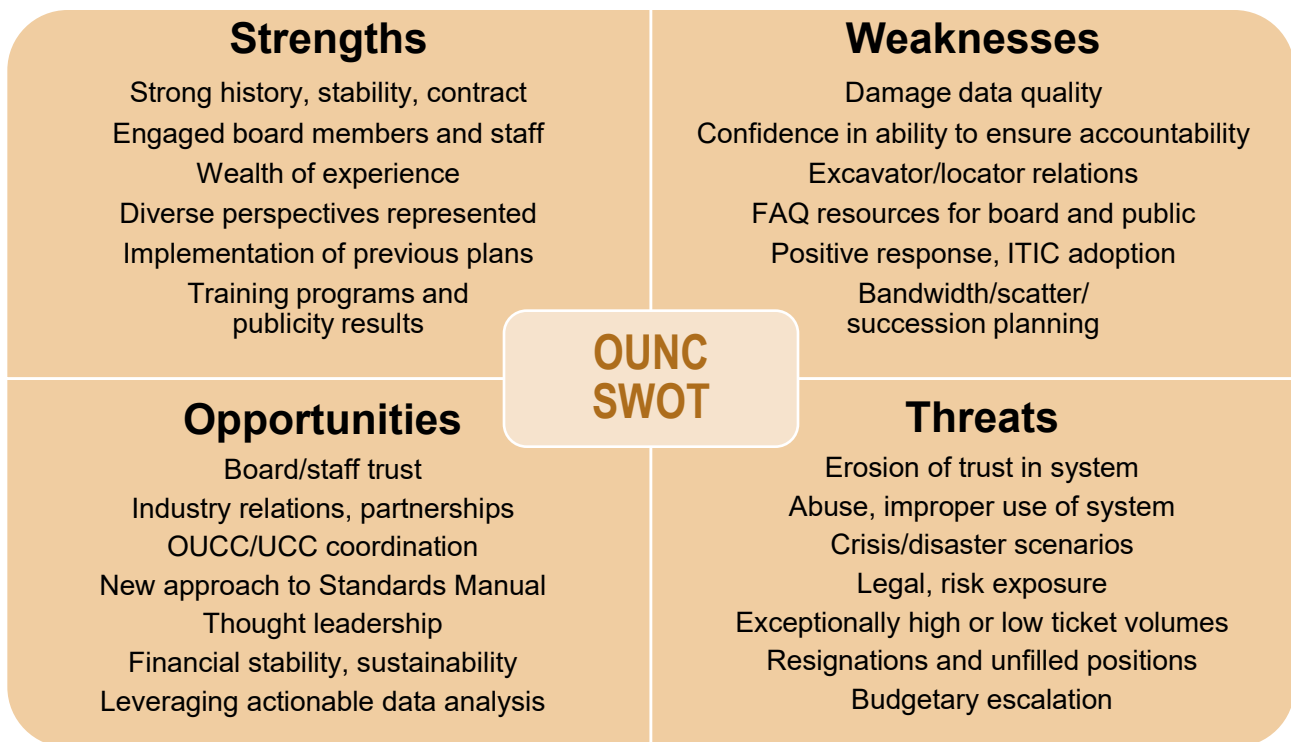 Strengths
Strong history, stability, contract
Engaged board members and staff
Wealth of experience
Diverse perspectives represented
Implementation of previous plans
Training programs and
publicity results
Weaknesses
Damage data quality
Confidence in ability to ensure accountability
Excavator/locator relations
FAQ resources for board and public
Positive response, ITIC adoption
Bandwidth/scatter/
succession planning
OUNC
SWOT
Opportunities
Board/staff trust
Industry relations, partnerships
OUCC/UCC coordination
New approach to Standards Manual
Thought leadership
Financial stability, sustainability
Leveraging actionable data analysis
Threats
Erosion of trust in system
Abuse, improper use of system
Crisis/disaster scenarios
Legal, risk exposure
Exceptionally high or low ticket volumes
Resignations and unfilled positions
Budgetary escalation